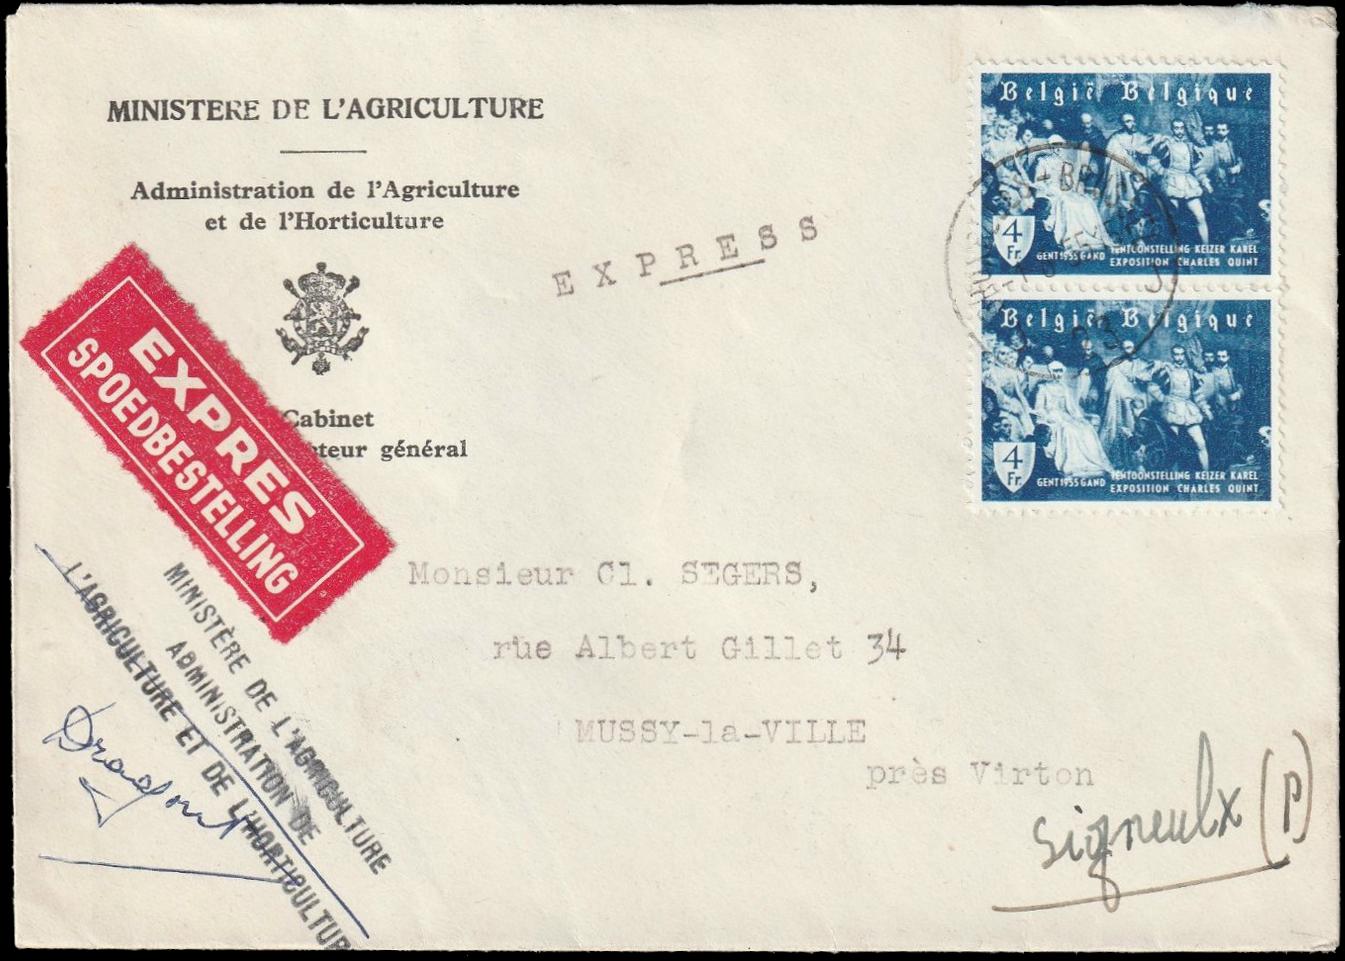 MINISTERE DE L'AGRICULTURE
Administration de l'Agriculture
et de l'Horticulture
Cabinet
cteur général
EXPRES
SPOEDBESTELLING
EXPRESS
België Belgique
4 Fr.
GENT 1955 GAND
TENTOONSTELLING KEIZER KAREL
EXPOSITION CHARLES QUINT
België Belgique
4 Fr.
GENT 1955 GAND
TENTOONSTELLING KEIZER KAREL
EXPOSITION CHARLES QUINT
Monsieur Cl. SEGERS,
rue Albert Gillet 34
MUSSY-la-VILLE
près Virton
Signeulx (P)
MINISTÈRE DE L'AGRICULTURE
ADMINISTRATION DE
L'AGRICULTURE ET DE L'HORTICULTUR